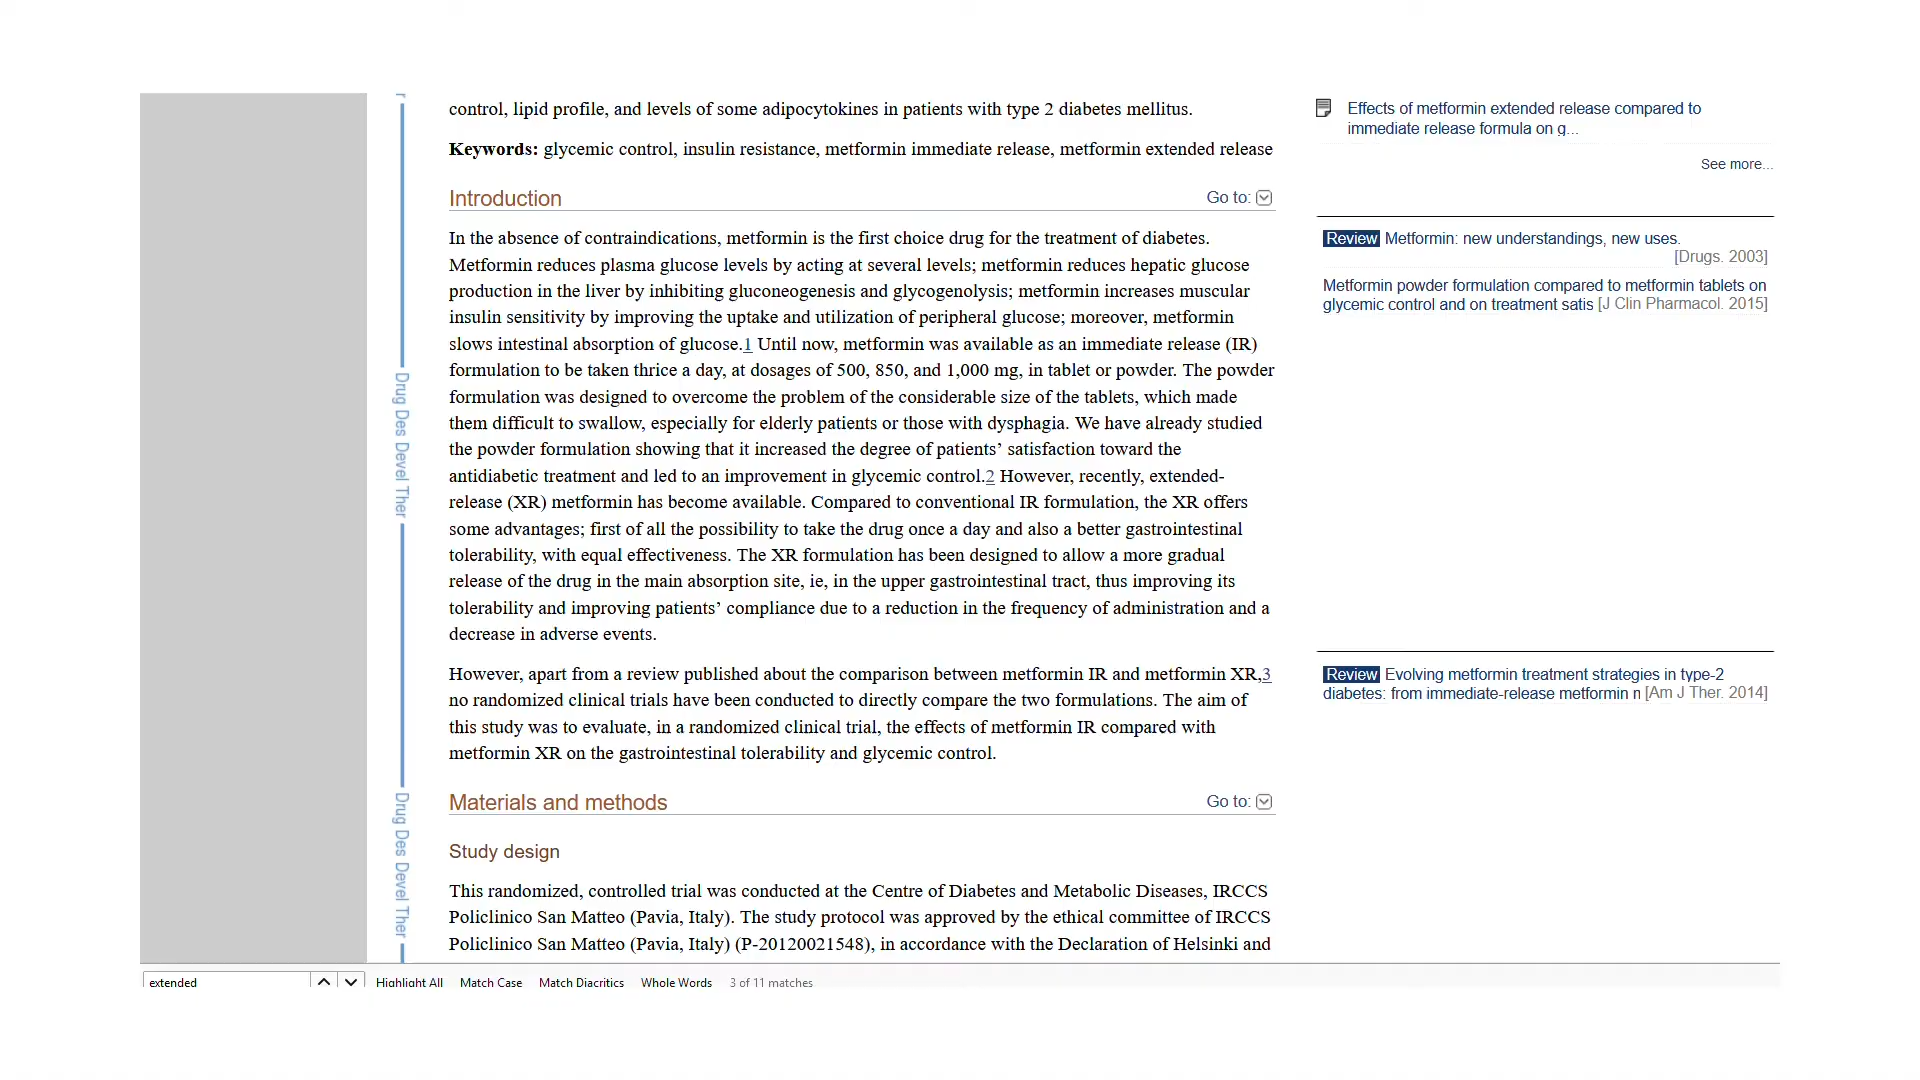 control, lipid profile, and levels of some adipocytokines in patients with type 2 diabetes mellitus.
Keywords: glycemic control, insulin resistance, metformin immediate release, metformin extended release
Introduction
Go to:
In the absence of contraindications, metformin is the first choice drug for the treatment of diabetes.
Metformin reduces plasma glucose levels by acting at several levels; metformin reduces hepatic glucose
production in the liver by inhibiting gluconeogenesis and glycogenolysis; metformin increases muscular
insulin sensitivity by improving the uptake and utilization of peripheral glucose; moreover, metformin
slows intestinal absorption of glucose.1 Until now, metformin was available as an immediate release (IR)
formulation to be taken thrice a day, at dosages of 500, 850, and 1,000 mg, in tablet or powder. The powder
formulation was designed to overcome the problem of the considerable size of the tablets, which made
them difficult to swallow, especially for elderly patients or those with dysphagia. We have already studied
the powder formulation showing that it increased the degree of patients’ satisfaction toward the
antidiabetic treatment and led to an improvement in glycemic control.2 However, recently, extended-
release (XR) metformin has become available. Compared to conventional IR formulation, the XR offers
some advantages; first of all the possibility to take the drug once a day and also a better gastrointestinal
tolerability, with equal effectiveness. The XR formulation has been designed to allow a more gradual
release of the drug in the main absorption site, ie, in the upper gastrointestinal tract, thus improving its
tolerability and improving patients’ compliance due to a reduction in the frequency of administration and a
decrease in adverse events.
However, apart from a review published about the comparison between metformin IR and metformin XR,3
no randomized clinical trials have been conducted to directly compare the two formulations. The aim of
this study was to evaluate, in a randomized clinical trial, the effects of metformin IR compared with
metformin XR on the gastrointestinal tolerability and glycemic control.
Materials and methods
Go to:
Study design
This randomized, controlled trial was conducted at the Centre of Diabetes and Metabolic Diseases, IRCCS
Policlinico San Matteo (Pavia, Italy). The study protocol was approved by the ethical committee of IRCCS
Policlinico San Matteo (Pavia, Italy) (P-20120021548), in accordance with the Declaration of Helsinki and
Effects of metformin extended release compared to
immediate release formula on g...
See more...
Review Metformin: new understandings, new uses.
[Drugs. 2003]
Metformin powder formulation compared to metformin tablets on
glycemic control and on treatment satis [J Clin Pharmacol. 2015]
Review Evolving metformin treatment strategies in type-2
diabetes: from immediate-release metformin [Am J Ther. 2014]
Drug Des Devel Ther
Drug Des Devel Ther
extended
Highlight All
Match Case
Match Diacritics
Whole Words
3 of 11 matches